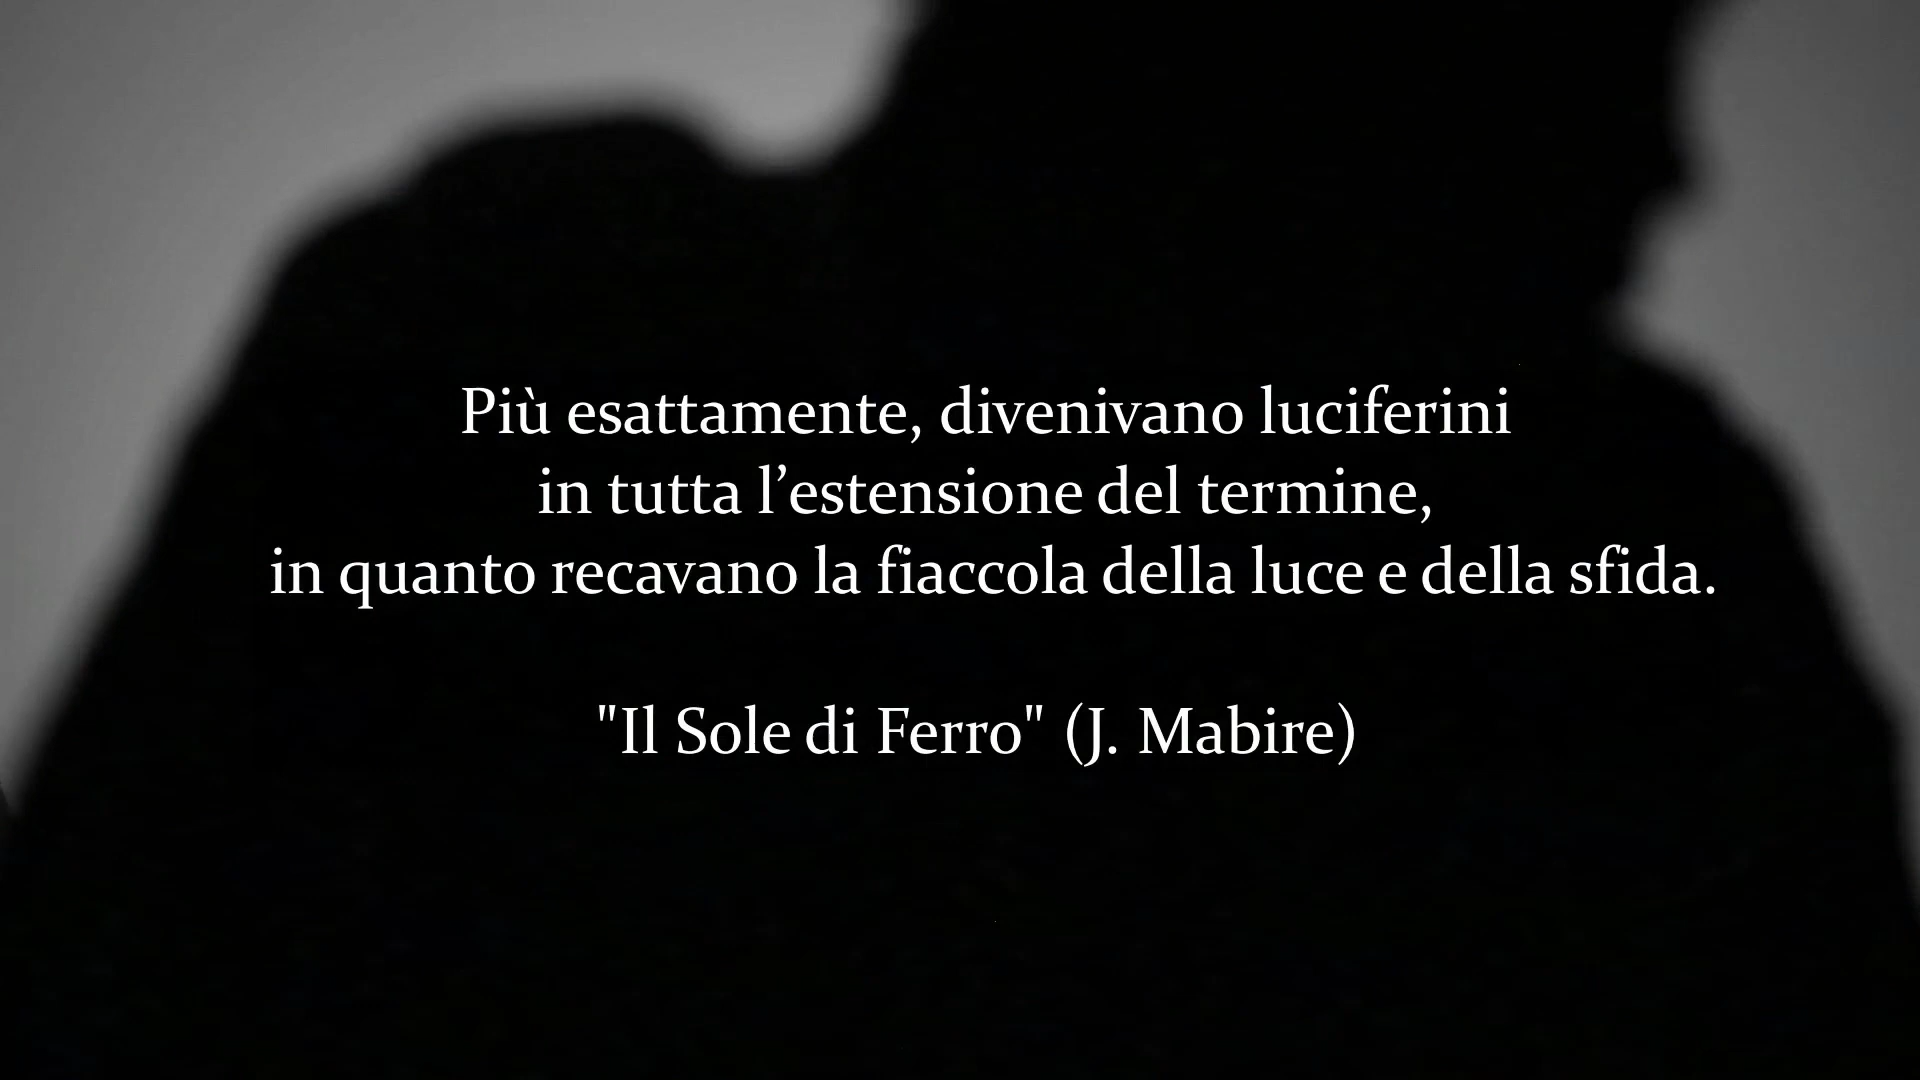 Più esattamente, divenivano luciferini
in tutta l’estensione del termine,
in quanto recavano la fiaccola della luce e della sfida.
"Il Sole di Ferro" (J. Mabire)